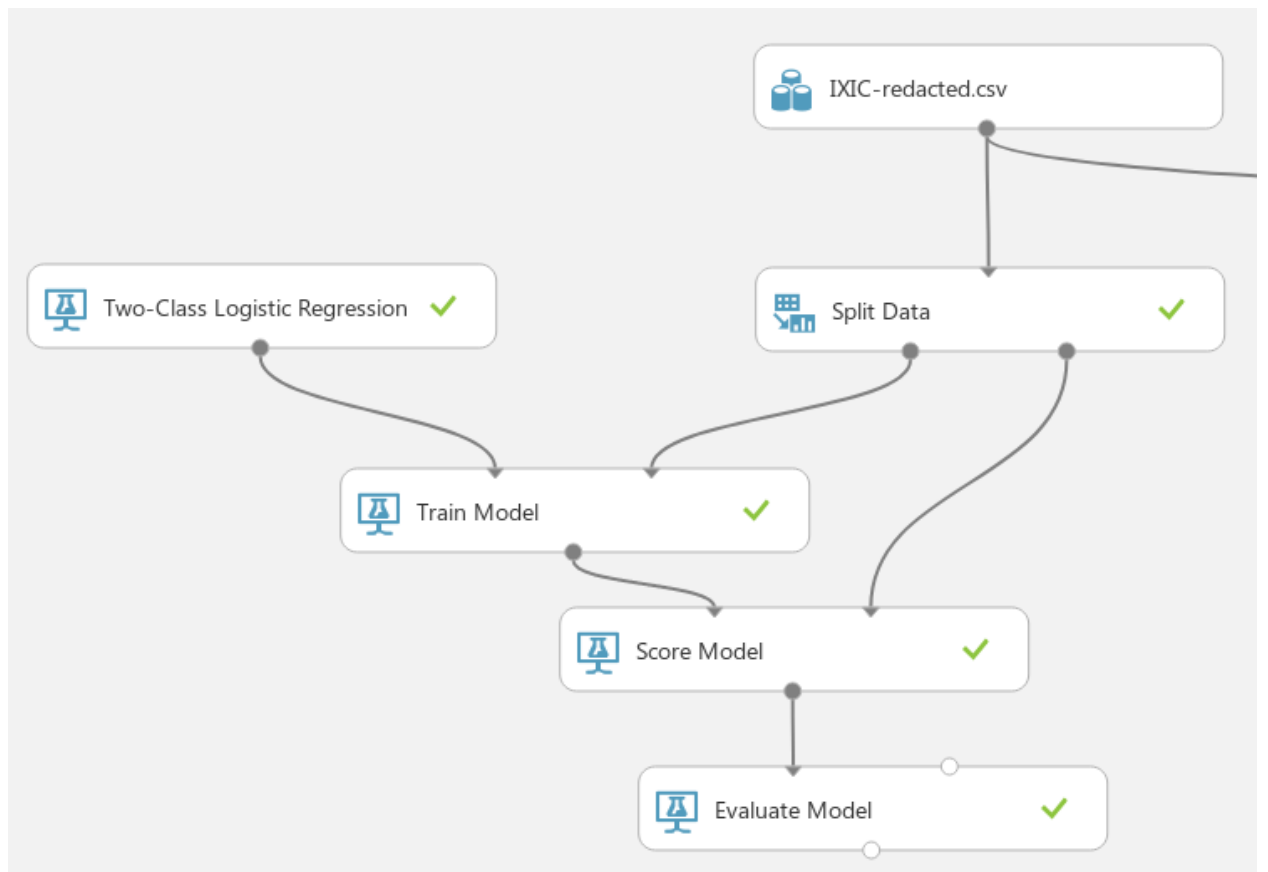 IXIC-redacted.csv
Two-Class Logistic Regression
Split Data
Train Model
Score Model
Evaluate Model